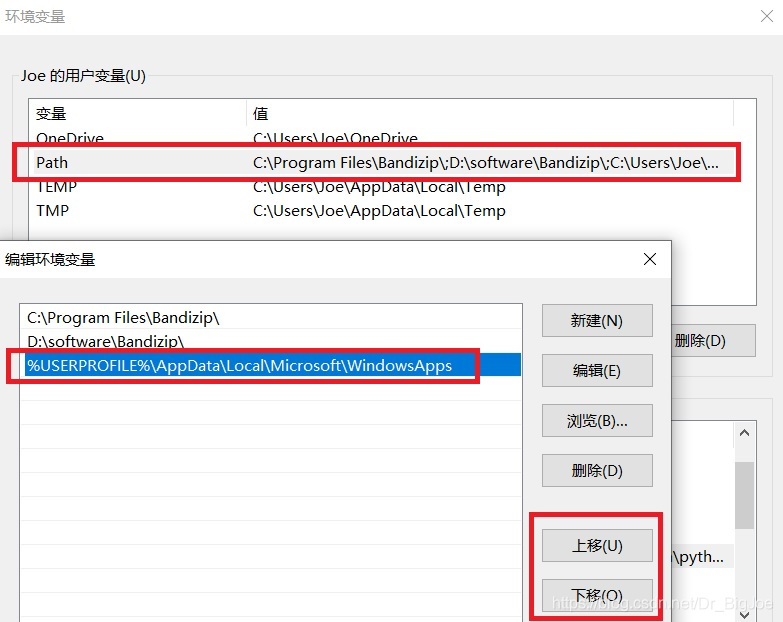 环境变量
Joe 的用户变量(U)
变量 值
OneDrive C:\Users\Joe\OneDrive
Path C:\Program Files\Bandizip\;D:\software\Bandizip\;C:\Users\Joe\...
TEMP C:\Users\Joe\AppData\Local\Temp
TMP C:\Users\Joe\AppData\Local\Temp
编辑环境变量
C:\Program Files\Bandizip\
新建(N)
D:\software\Bandizip\
删除(D)
%USERPROFILE%\AppData\Local\Microsoft\WindowsApps
编辑(E)
浏览(B)...
删除(D)
上移(U)
\pyth...
下移(O)
https://blog.csdn.net/Dr_BigJoe